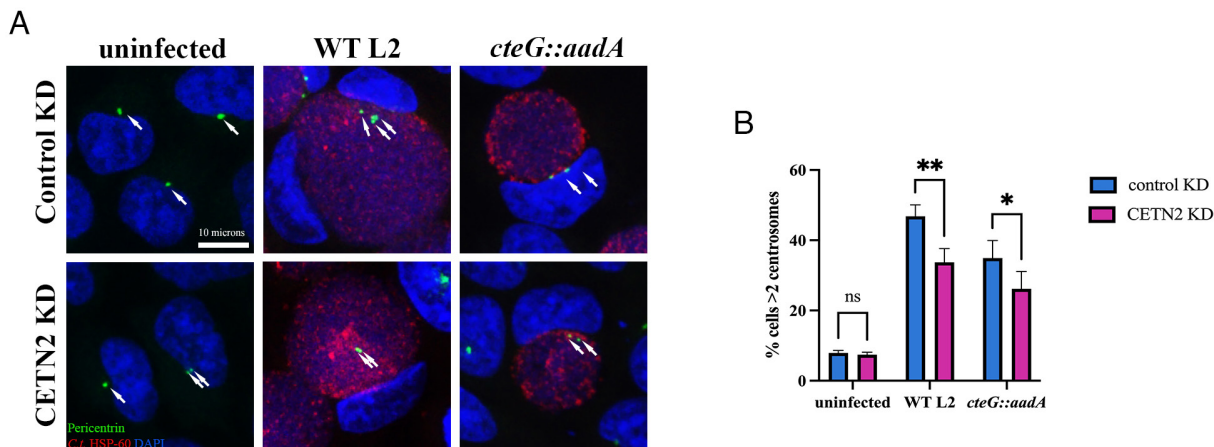 A
uninfected
WT L2
cteG::aadA
Control KD
10 microns
CETN2 KD
Pericentrin
C.t. HSP-60 DAPI
B
% cells >2 centrosomes
60
40
20
0
ns
**
*
uninfected
WT L2
cteG::aadA
control KD
CETN2 KD